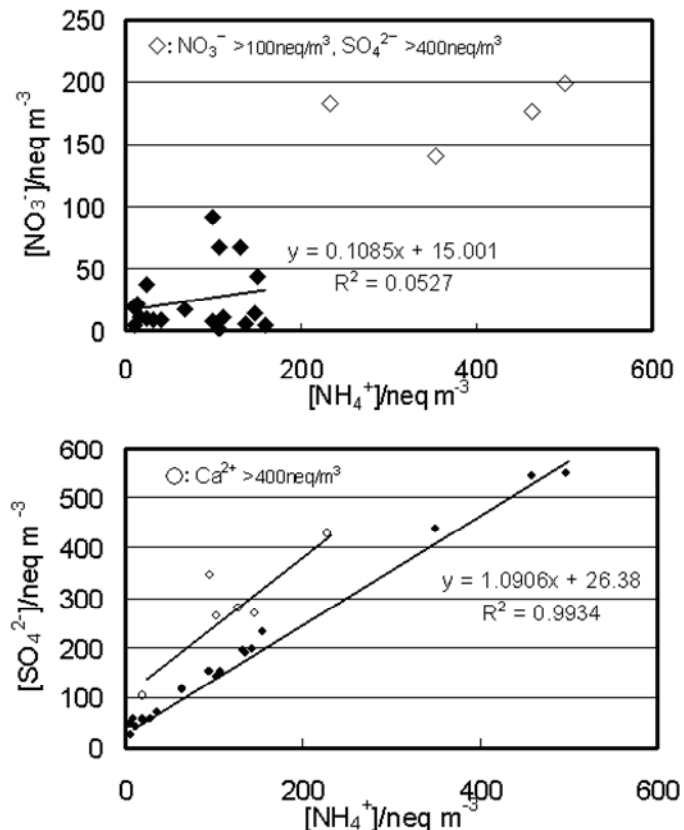 250
200
150
100
50
0
[NO₃⁻]/neq m⁻³
◇: NO₃⁻ >100neq/m³, SO₄²⁻ >400neq/m³
y = 0.1085x + 15.001
R² = 0.0527
0 200 400 600
[NH₄⁺]/neq m⁻³
600
500
400
300
200
100
0
[SO₄²⁻]/neq m⁻³
○: Ca²⁺ >400neq/m³
y = 1.0906x + 26.38
R² = 0.9934
0 200 400 600
[NH₄⁺]/neq m⁻³